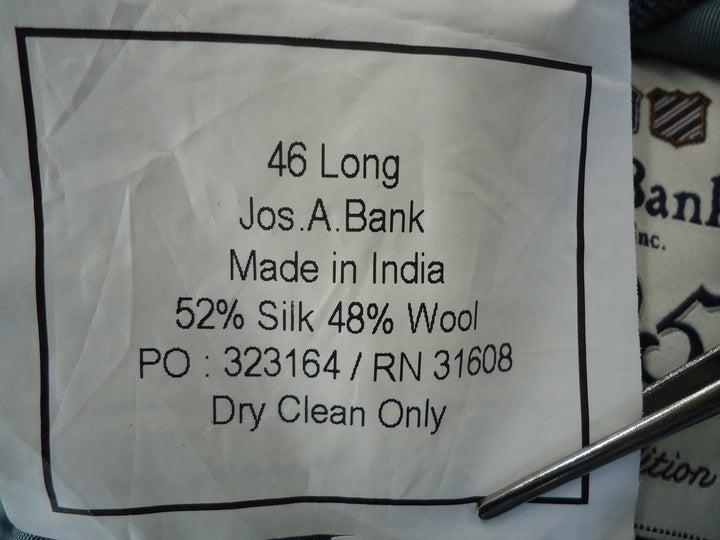 46 Long
Jos.A.Bank
Made in India
52% Silk 48% Wool
PO : 323164 / RN 31608
Dry Clean Only
Bank
Inc.